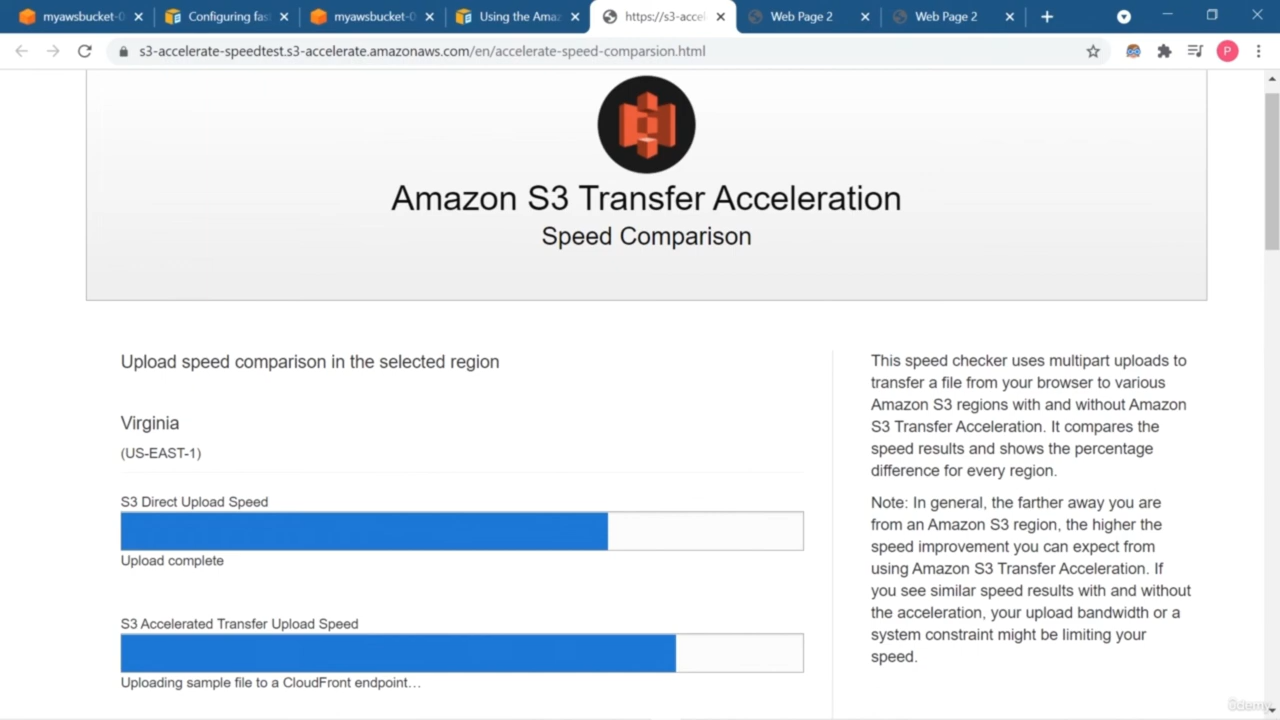 myawsbucket-0
Configuring fas
myawsbucket-0
Using the Amaz
https://s3-accel
Web Page 2
Web Page 2
s3-accelerate-speedtest.s3-accelerate.amazonaws.com/en/accelerate-speed-comparsion.html
P
Amazon S3 Transfer Acceleration
Speed Comparison
Upload speed comparison in the selected region
Virginia
(US-EAST-1)
S3 Direct Upload Speed
Upload complete
S3 Accelerated Transfer Upload Speed
Uploading sample file to a CloudFront endpoint…
This speed checker uses multipart uploads to
transfer a file from your browser to various
Amazon S3 regions with and without Amazon
S3 Transfer Acceleration. It compares the
speed results and shows the percentage
difference for every region.
Note: In general, the farther away you are
from an Amazon S3 region, the higher the
speed improvement you can expect from
using Amazon S3 Transfer Acceleration. If
you see similar speed results with and without
the acceleration, your upload bandwidth or a
system constraint might be limiting your
speed.
ûdemy